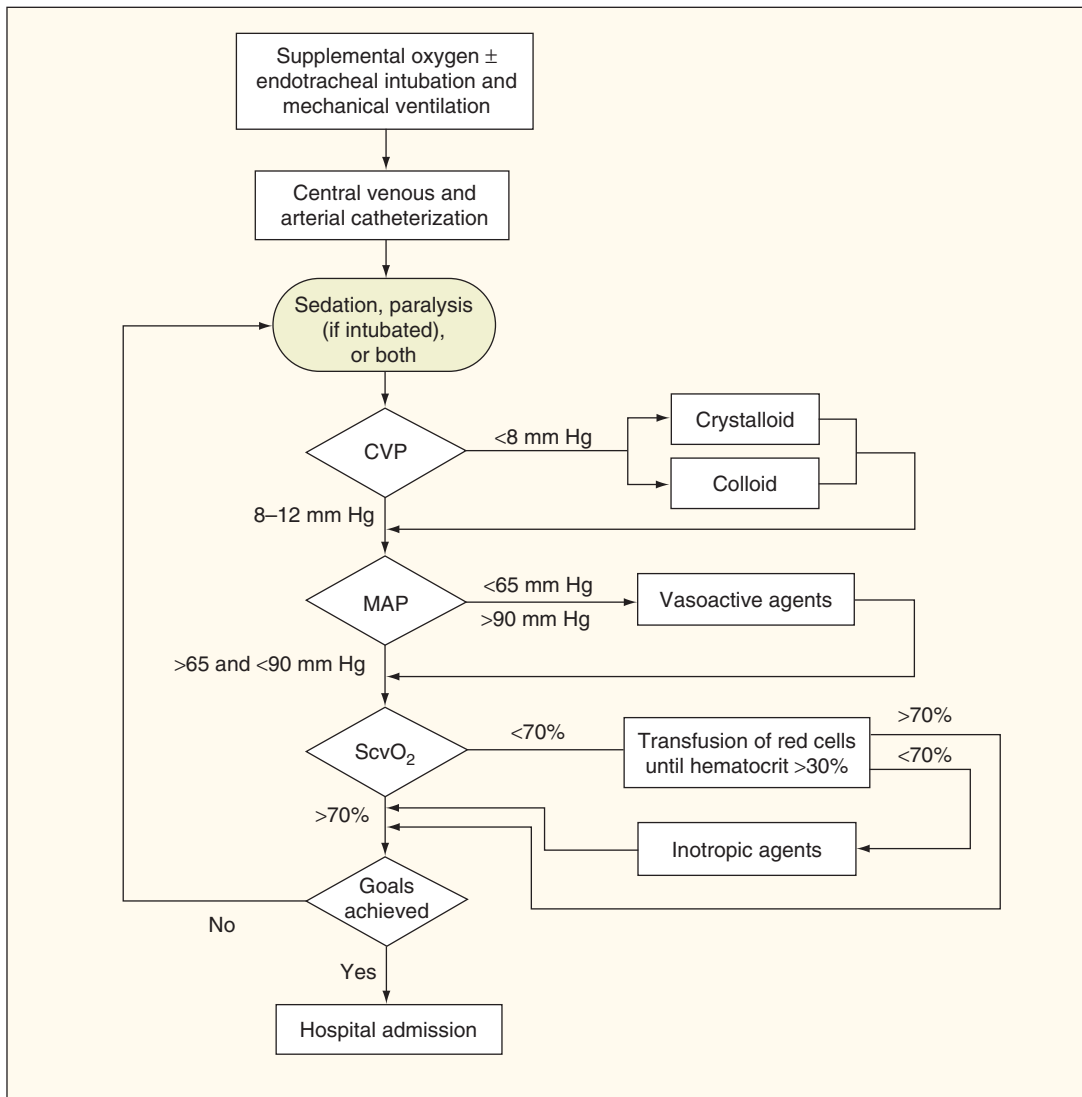 Supplemental oxygen ±
endotracheal intubation and
mechanical ventilation
Central venous and
arterial catheterization
Sedation, paralysis
(if intubated),
or both
CVP
<8 mm Hg
Crystalloid
Colloid
8–12 mm Hg
MAP
<65 mm Hg
>90 mm Hg
Vasoactive agents
>65 and <90 mm Hg
ScvO₂
<70%
Transfusion of red cells
until hematocrit >30%
>70%
<70%
>70%
Inotropic agents
Goals
achieved
No
Yes
Hospital admission